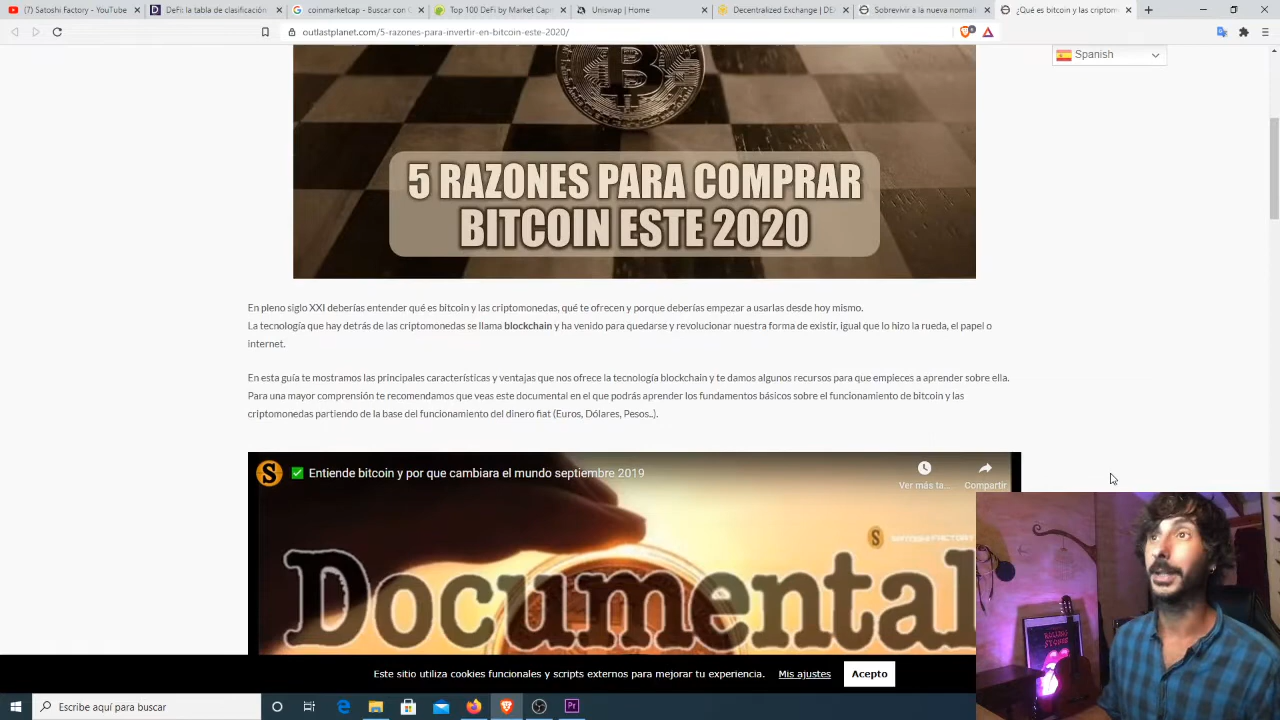 (7) Satoshi Factory - YouTube
DeFi la tabla de clasificación
coinmarketcap - Buscar con G
Top 100 DeFi by Market Capi
Home | Uniswap
Decentralized Exchange | DE
Sobrevivir a una nueva normali
¿Qué es bitcoin y las criptom
outlastplanet.com/5-razones-para-invertir-en-bitcoin-este-2020/
Spanish
5 RAZONES PARA COMPRAR
BITCOIN ESTE 2020
En pleno siglo XXI deberías entender qué es bitcoin y las criptomonedas, qué te ofrecen y porque deberías empezar a usarlas desde hoy mismo.
La tecnología que hay detrás de las criptomonedas se llama blockchain y ha venido para quedarse y revolucionar nuestra forma de existir, igual que lo hizo la rueda, el papel o
internet.
En esta guía te mostramos las principales características y ventajas que nos ofrece la tecnología blockchain y te damos algunos recursos para que empieces a aprender sobre ella.
Para una mayor comprensión te recomendamos que veas este documental en el que podrás aprender los fundamentos básicos sobre el funcionamiento de bitcoin y las
criptomonedas partiendo de la base del funcionamiento del dinero fiat (Euros, Dólares, Pesos..).
Entiende bitcoin y por que cambiara el mundo septiembre 2019
Ver más ta...
Compartir
SATOSHI FACTORY
Documental
ROLLING STONES
Este sitio utiliza cookies funcionales y scripts externos para mejorar tu experiencia.
Mis ajustes
Acepto
Escribe aquí para buscar